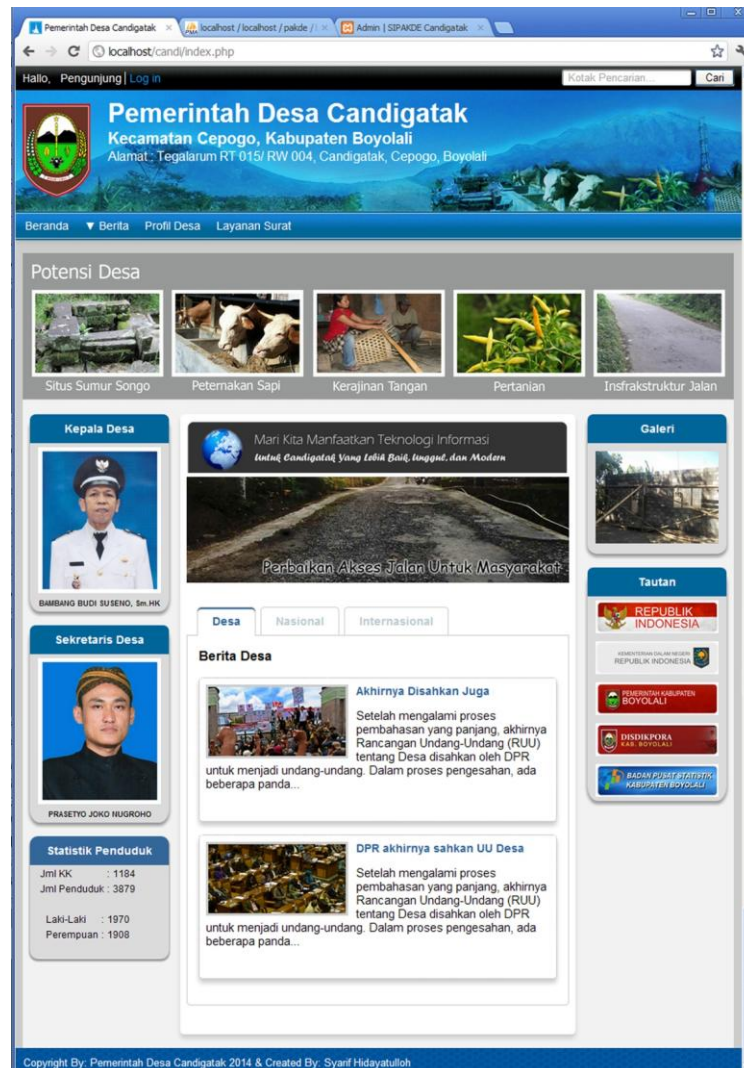 Pemerintah Desa Candigatak
localhost / localhost / pakde /
Admin | SIPAKDE Candigatak
localhost/candi/index.php
Hallo, Pengunjung| Log in
Kotak Pencarian...
Cari
Pemerintah Desa Candigatak
Kecamatan Cepogo, Kabupaten Boyolali
Alamat : Tegalarum RT 015/ RW 004, Candigatak, Cepogo, Boyolali
Beranda ▼ Berita Profil Desa Layanan Surat
Potensi Desa
Situs Sumur Songo
Peternakan Sapi
Kerajinan Tangan
Pertanian
Insfrakstruktur Jalan
Kepala Desa
BAMBANG BUDI SUSENO, Sm.HK
Sekretaris Desa
PRASETYO JOKO NUGROHO
Statistik Penduduk
Jml KK : 1184
Jml Penduduk : 3879
Laki-Laki : 1970
Perempuan : 1908
Mari Kita Manfaatkan Teknologi Informasi
Untuk Candigatak Yang Lebih Baik, Unggul, dan Modern
Perbaikan Akses Jalan Untuk Masyarakat
Desa
Nasional
Internasional
Berita Desa
Akhirnya Disahkan Juga
Setelah mengalami proses
pembahasan yang panjang, akhirnya
Rancangan Undang-Undang (RUU)
tentang Desa disahkan oleh DPR
untuk menjadi undang-undang. Dalam proses pengesahan, ada
beberapa panda...
DPR akhirnya sahkan UU Desa
Setelah mengalami proses
pembahasan yang panjang, akhirnya
Rancangan Undang-Undang (RUU)
tentang Desa disahkan oleh DPR
untuk menjadi undang-undang. Dalam proses pengesahan, ada
beberapa panda...
Galeri
Tautan
REPUBLIK
INDONESIA
KEMENTERIAN DALAM NEGERI
REPUBLIK INDONESIA
PEMERINTAH KABUPATEN
BOYOLALI
DISDIKPORA
KAB. BOYOLALI
BADAN PUSAT STATISTIK
KABUPATEN BOYOLALI
Copyright By: Pemerintah Desa Candigatak 2014 & Created By: Syarif Hidayatulloh